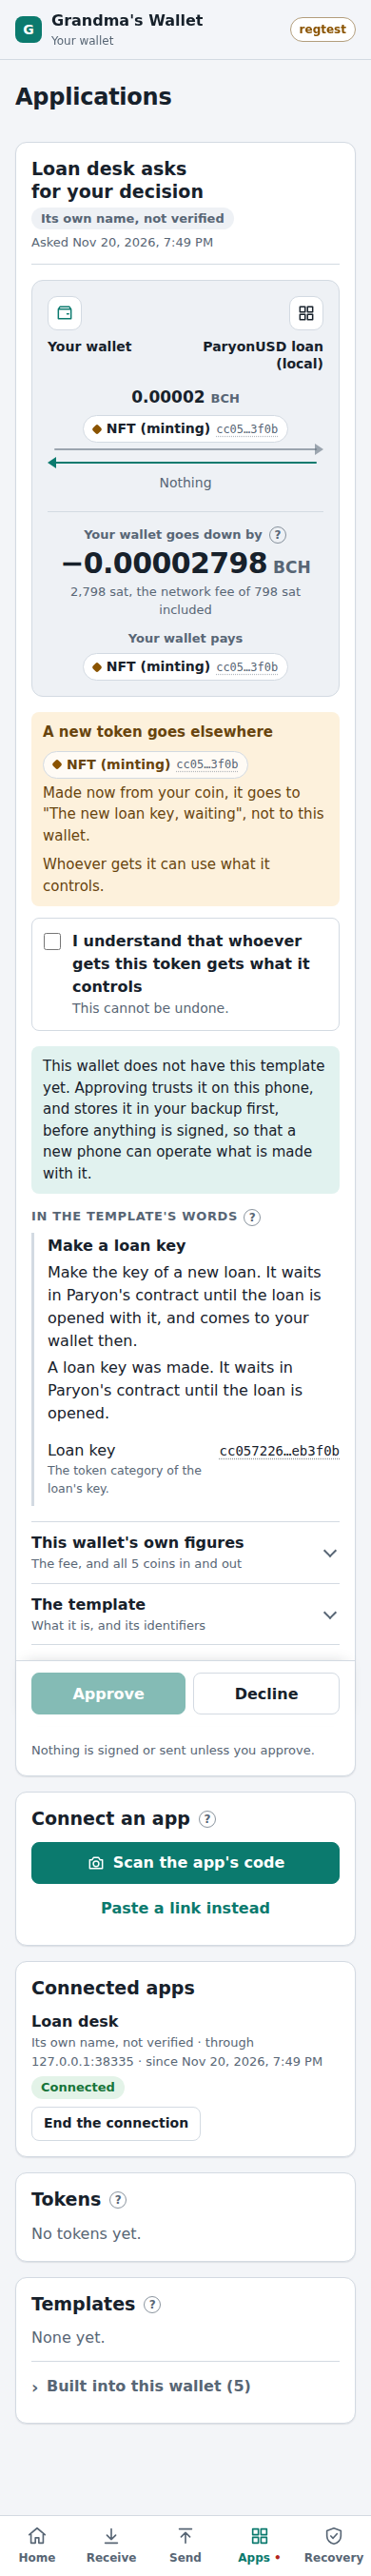 G
Grandma's Wallet
Your wallet
regtest
Applications
Loan desk asks
for your decision
Its own name, not verified
Asked Nov 20, 2026, 7:49 PM
Your wallet
ParyonUSD loan
(local)
0.00002 BCH
NFT (minting) cc05…3f0b
Nothing
Your wallet goes down by ?
−0.00002798 BCH
2,798 sat, the network fee of 798 sat
included
Your wallet pays
NFT (minting) cc05…3f0b
A new token goes elsewhere
NFT (minting) cc05…3f0b
Made now from your coin, it goes to
"The new loan key, waiting", not to this
wallet.
Whoever gets it can use what it
controls.
I understand that whoever
gets this token gets what it
controls
This cannot be undone.
This wallet does not have this template
yet. Approving trusts it on this phone,
and stores it in your backup first,
before anything is signed, so that a
new phone can operate what is made
with it.
IN THE TEMPLATE'S WORDS ?
Make a loan key
Make the key of a new loan. It waits
in Paryon's contract until the loan is
opened with it, and comes to your
wallet then.
A loan key was made. It waits in
Paryon's contract until the loan is
opened.
Loan key cc057226…eb3f0b
The token category of the
loan's key.
This wallet's own figures
The fee, and all 5 coins in and out
The template
What it is, and its identifiers
Approve Decline
Nothing is signed or sent unless you approve.
Connect an app ?
Scan the app's code
Paste a link instead
Connected apps
Loan desk
Its own name, not verified · through
127.0.0.1:38335 · since Nov 20, 2026, 7:49 PM
Connected
End the connection
Tokens ?
No tokens yet.
Templates ?
None yet.
› Built into this wallet (5)
Home Receive Send Apps • Recovery